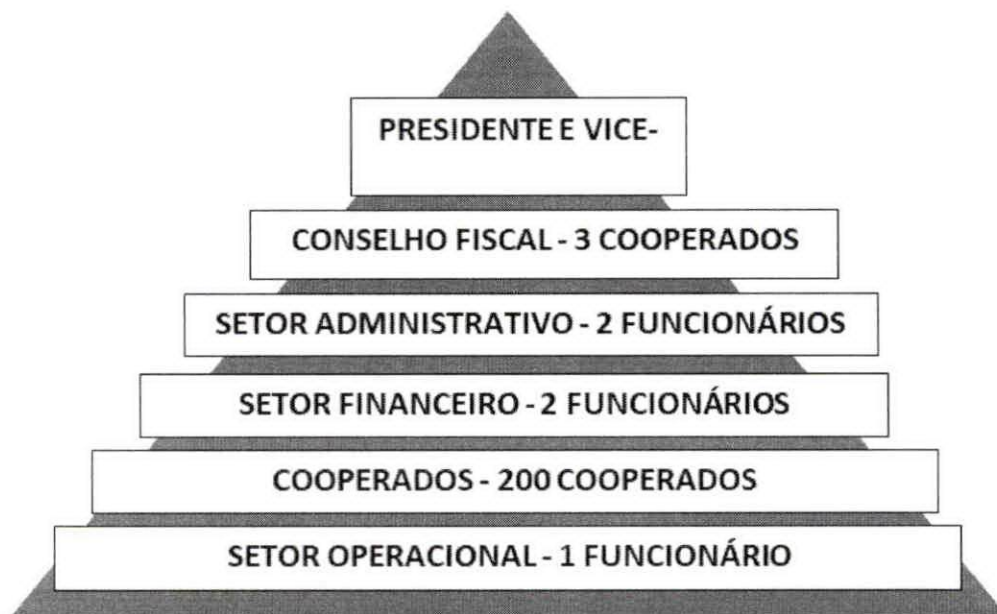 PRESIDENTE E VICE-
CONSELHO FISCAL - 3 COOPERADOS
SETOR ADMINISTRATIVO - 2 FUNCIONÁRIOS
SETOR FINANCEIRO - 2 FUNCIONÁRIOS
COOPERADOS - 200 COOPERADOS
SETOR OPERACIONAL - 1 FUNCIONÁRIO